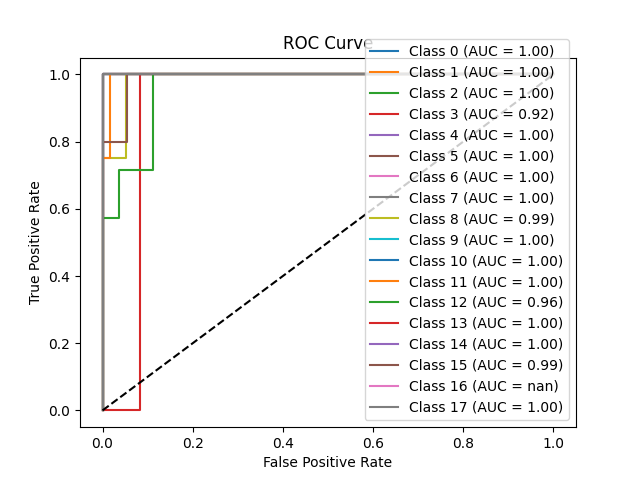 ROC Curve
True Positive Rate
1.0
0.8
0.6
0.4
0.2
0.0
0.0 0.2 0.4 0.6 0.8 1.0
False Positive Rate
Class 0 (AUC = 1.00)
Class 1 (AUC = 1.00)
Class 2 (AUC = 1.00)
Class 3 (AUC = 0.92)
Class 4 (AUC = 1.00)
Class 5 (AUC = 1.00)
Class 6 (AUC = 1.00)
Class 7 (AUC = 1.00)
Class 8 (AUC = 0.99)
Class 9 (AUC = 1.00)
Class 10 (AUC = 1.00)
Class 11 (AUC = 1.00)
Class 12 (AUC = 0.96)
Class 13 (AUC = 1.00)
Class 14 (AUC = 1.00)
Class 15 (AUC = 0.99)
Class 16 (AUC = nan)
Class 17 (AUC = 1.00)